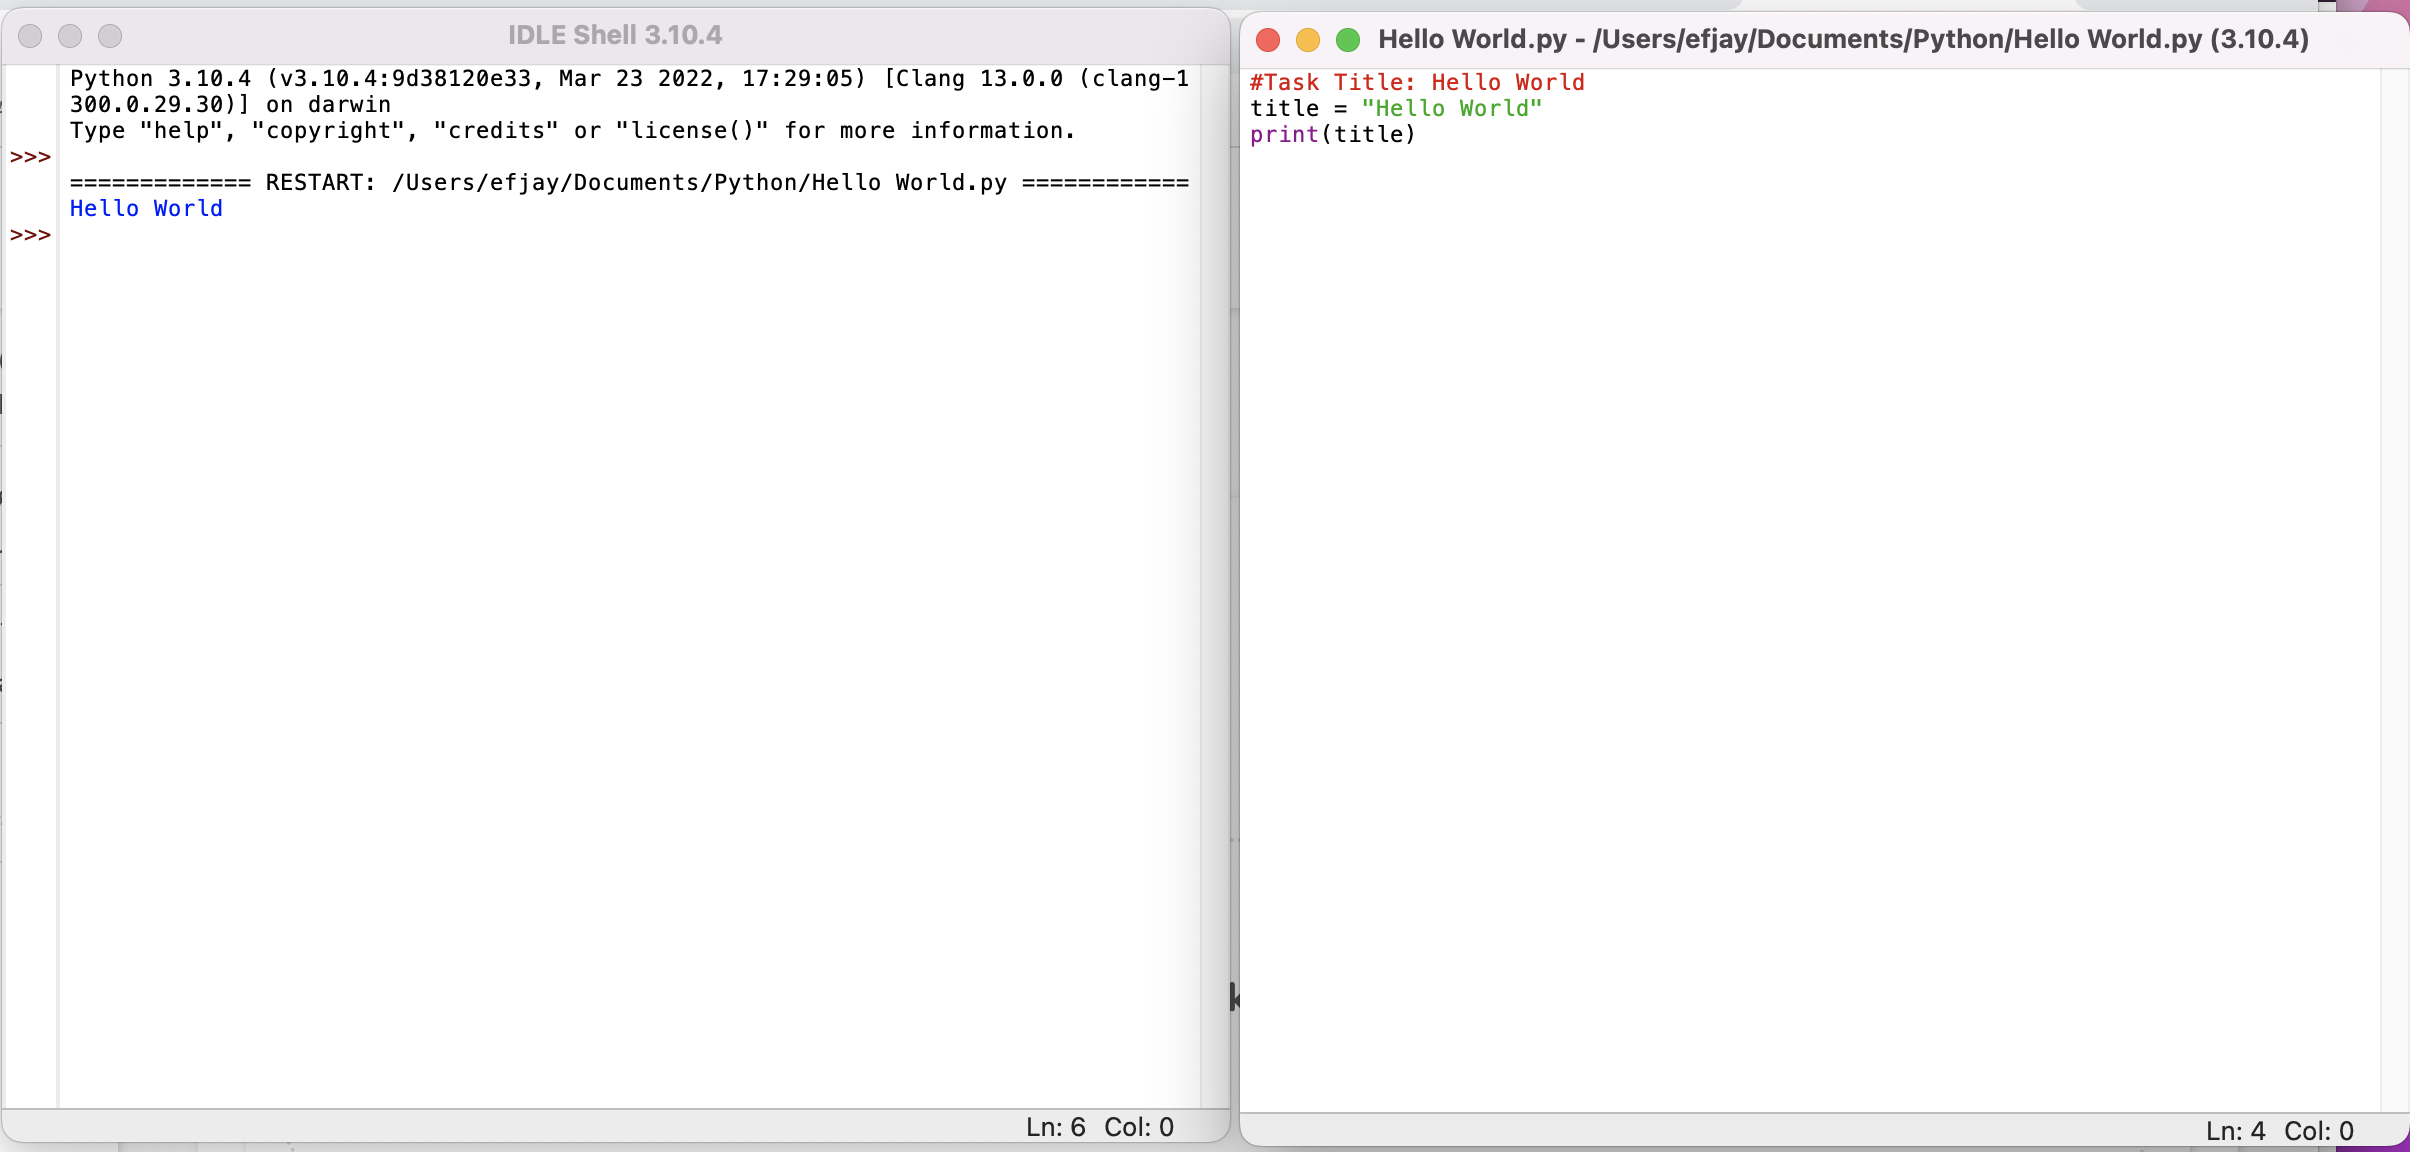 IDLE Shell 3.10.4
Python 3.10.4 (v3.10.4:9d38120e33, Mar 23 2022, 17:29:05) [Clang 13.0.0 (clang-1
300.0.29.30)] on darwin
Type "help", "copyright", "credits" or "license()" for more information.
>>>
============= RESTART: /Users/efjay/Documents/Python/Hello World.py ============
Hello World
>>>
Ln: 6 Col: 0
Hello World.py - /Users/efjay/Documents/Python/Hello World.py (3.10.4)
#Task Title: Hello World
title = "Hello World"
print(title)
Ln: 4 Col: 0